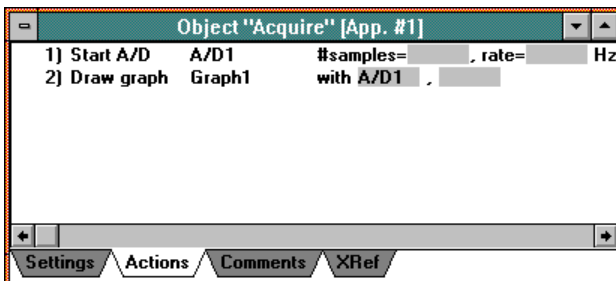 Object "Acquire" [App. #1]
1) Start A/D A/D1 #samples= , rate= Hz
2) Draw graph Graph1 with A/D1 ,
Settings Actions Comments XRef